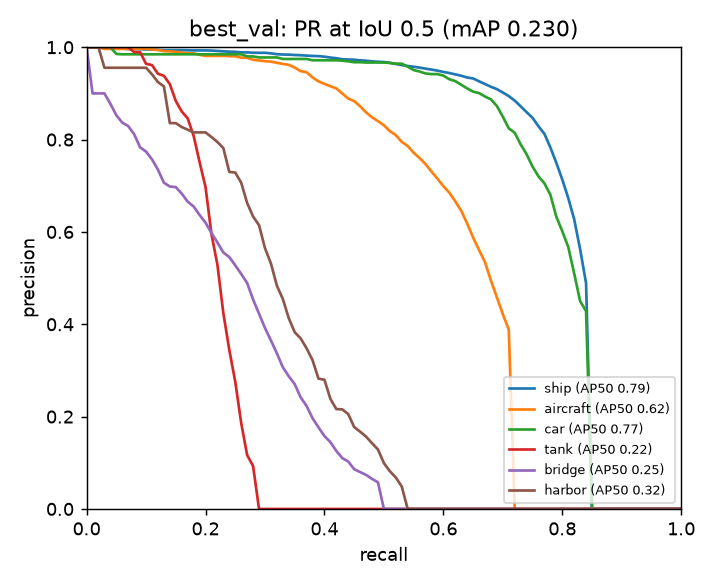 best_val: PR at IoU 0.5 (mAP 0.230)
precision
1.0
0.8
0.6
0.4
0.2
0.0
ship (AP50 0.79)
aircraft (AP50 0.62)
car (AP50 0.77)
tank (AP50 0.22)
bridge (AP50 0.25)
harbor (AP50 0.32)
0.0 0.2 0.4 0.6 0.8 1.0
recall